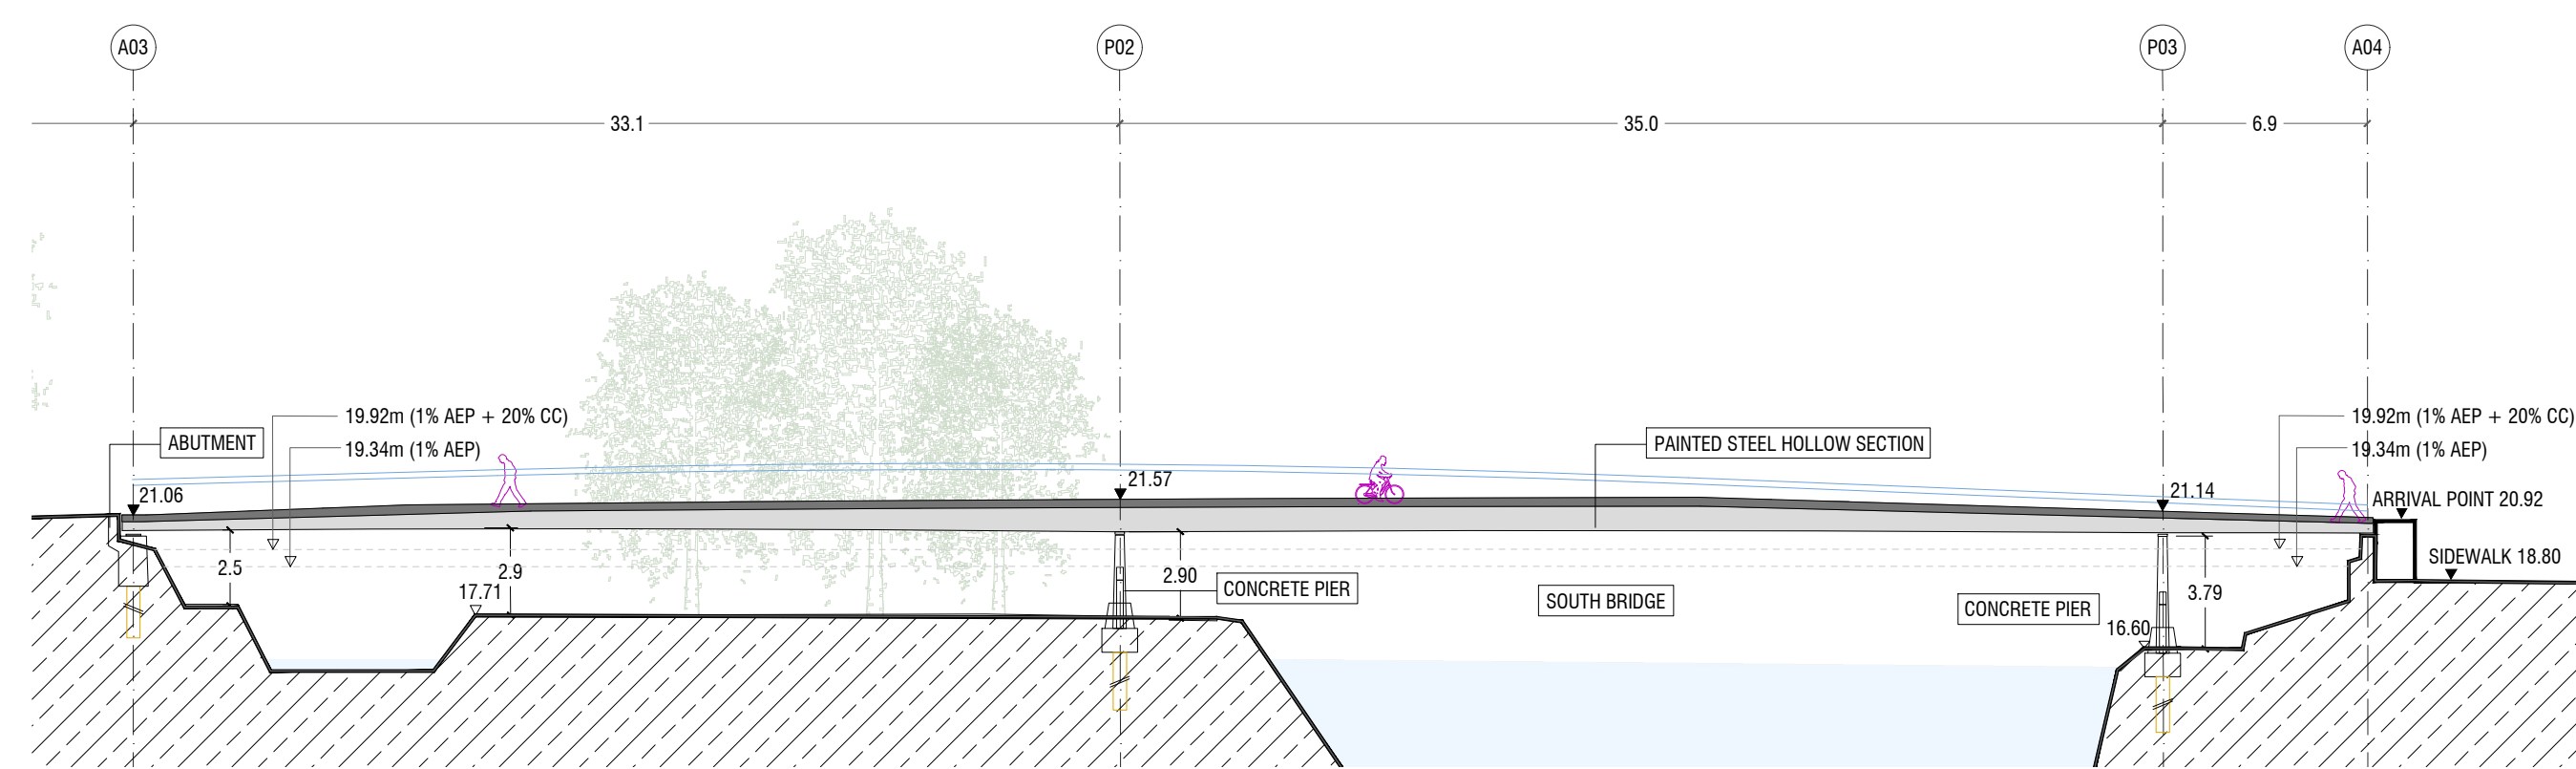 A03
P02
P03
A04
33.1
35.0
6.9
19.92m (1% AEP + 20% CC)
19.92m (1% AEP + 20% CC)
ABUTMENT
PAINTED STEEL HOLLOW SECTION
19.34m (1% AEP)
19.34m (1% AEP)
21.06
21.57
21.14
ARRIVAL POINT 20.92
SIDEWALK 18.80
2.5
2.9
2.90
17.71
CONCRETE PIER
SOUTH BRIDGE
CONCRETE PIER
3.79
16.60